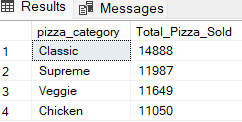 Results Messages
pizza_category Total_Pizza_Sold
1 Classic 14888
2 Supreme 11987
3 Veggie 11649
4 Chicken 11050